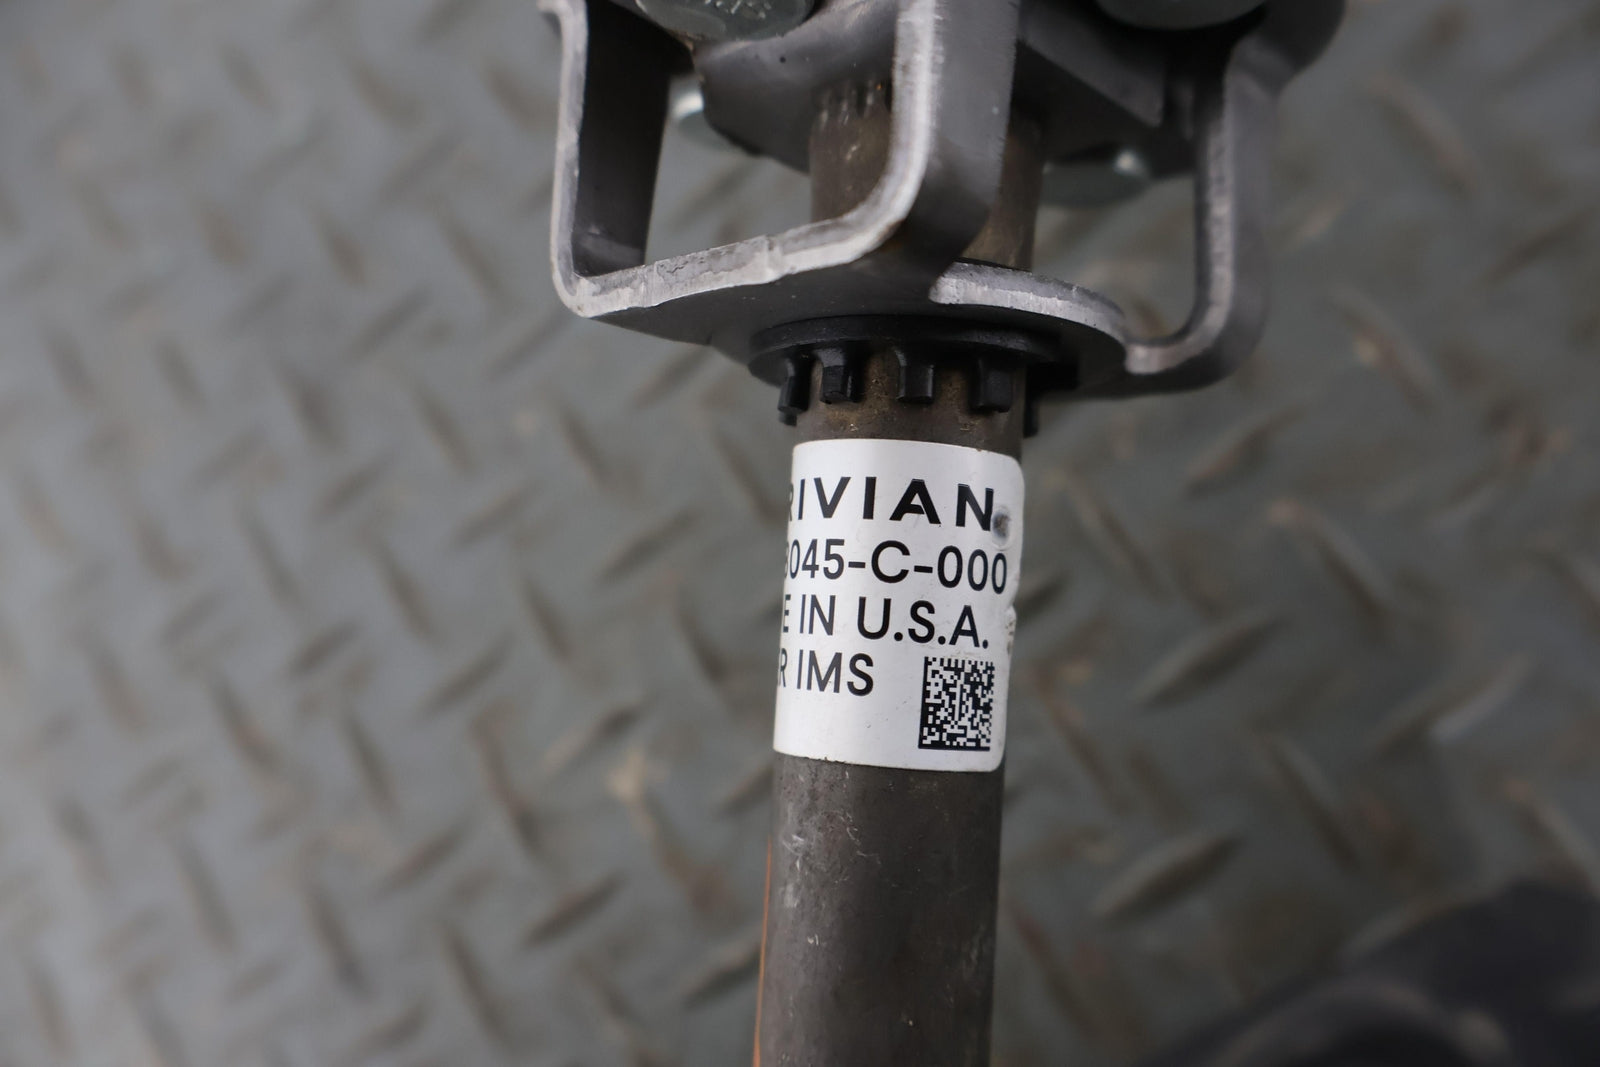 RIVIAN
045-C-000
E IN U.S.A.
R IMS